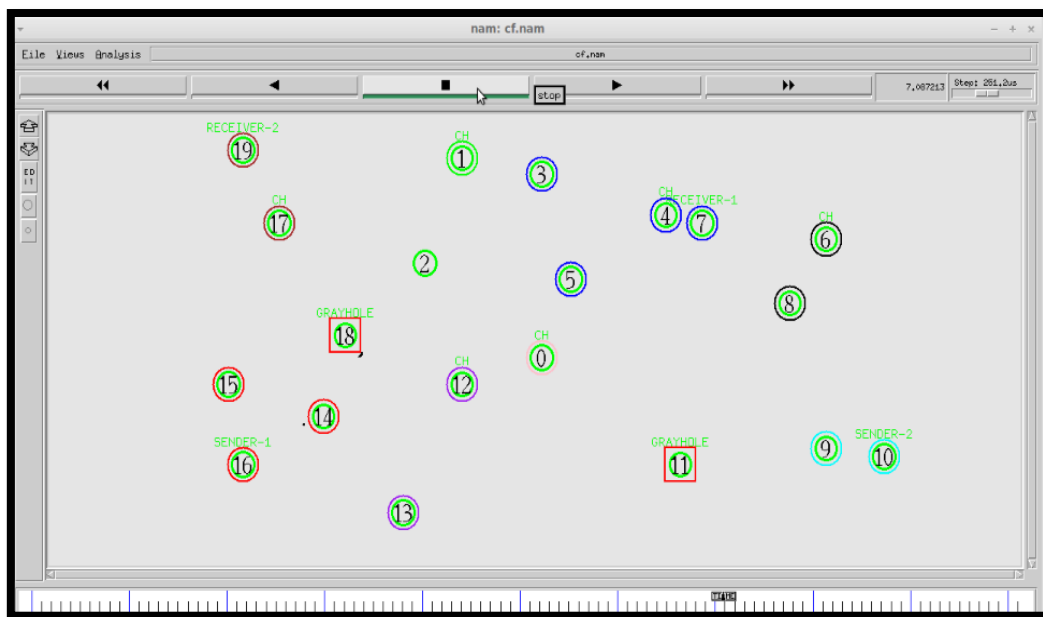 nam: cf.nam
File Views Analysis cf.nam
7.087213 Step: 251.2us
stop
RECEIVER-2
19
CH
1
3
CH
17
CH
4
RECEIVER-1
7
CH
6
2
5
8
GRAYHOLE
18
CH
0
15
CH
12
14
SENDER-1
16
GRAYHOLE
11
9
SENDER-2
10
13